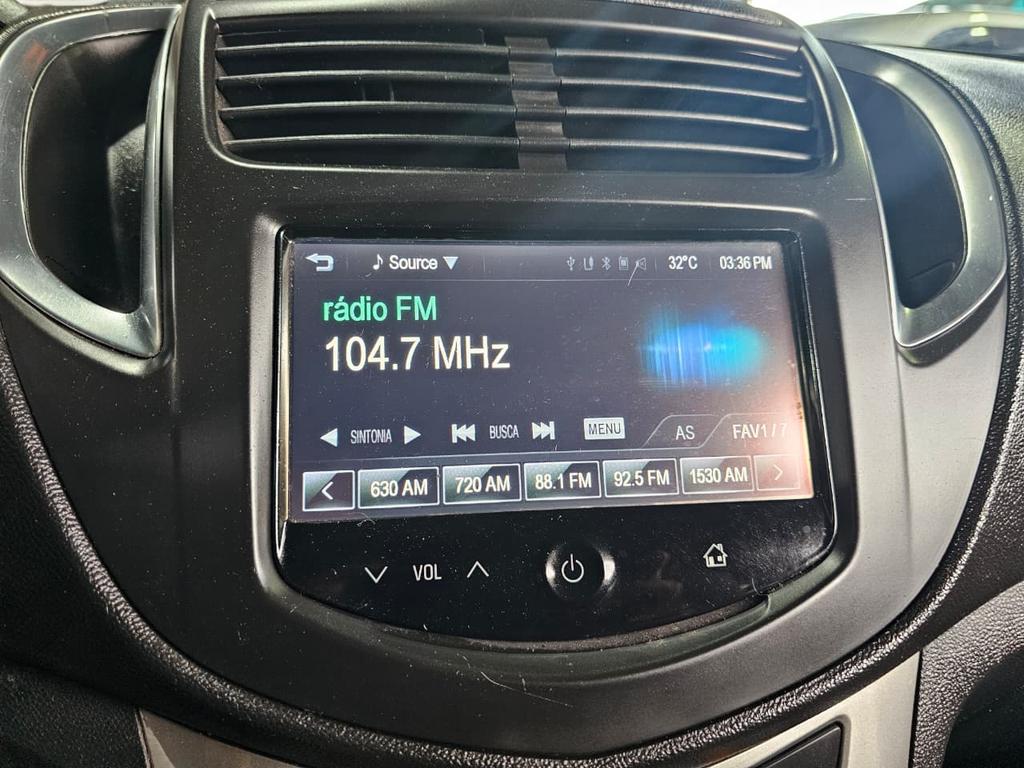 Source 32°C 03:36 PM
rádio FM
104.7 MHz
SINTONIA BUSCA MENU AS FAV1/7
630 AM 720 AM 88.1 FM 92.5 FM 1530 AM
VOL